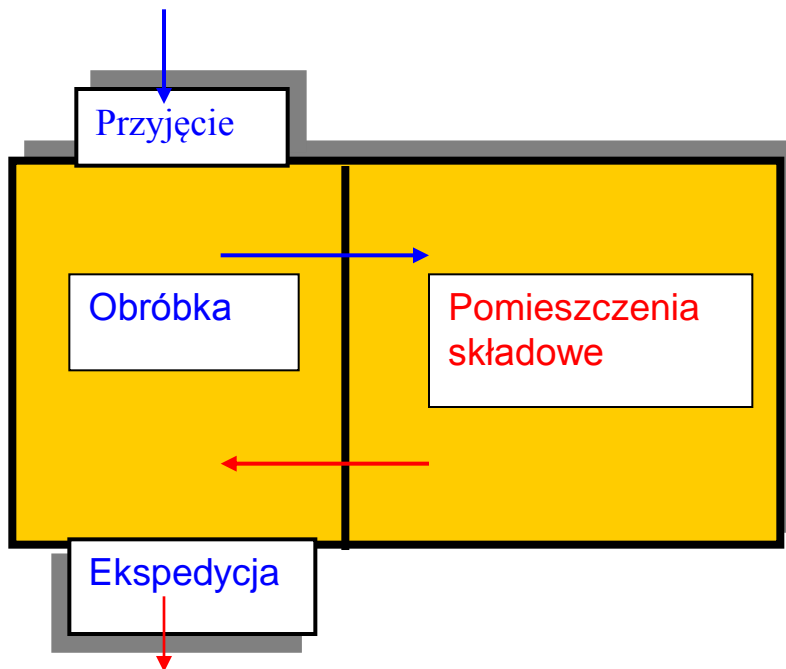 Przyjęcie
Obróbka
Pomieszczenia
składowe
Ekspedycja